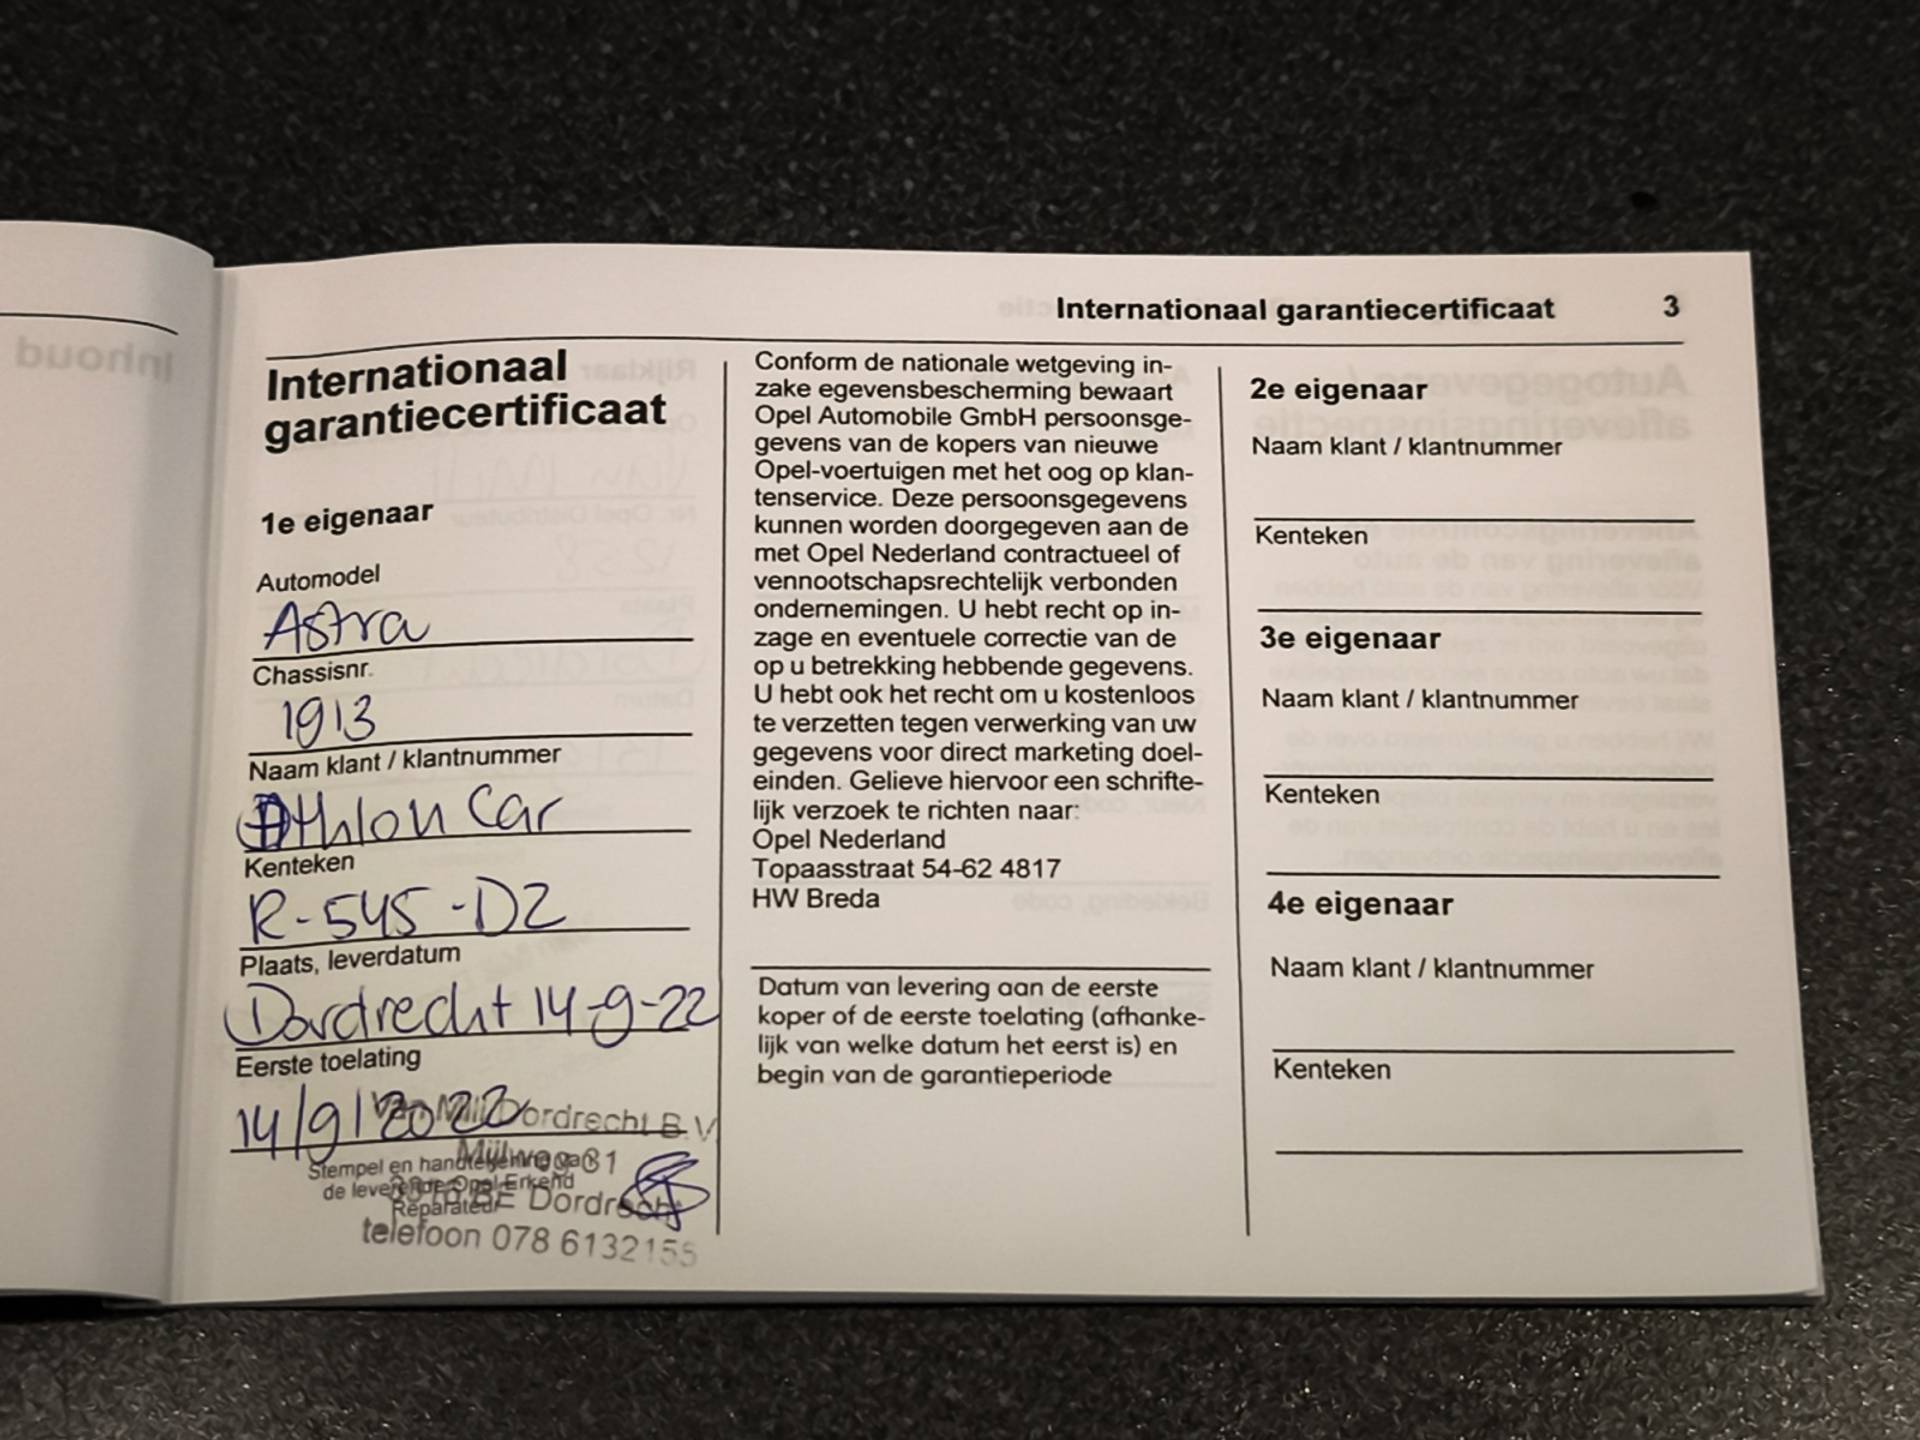 Inhoud
Internationaal garantiecertificaat 3
Internationaal
garantiecertificaat
1e eigenaar
Automodel
Astra
Chassisnr.
1913
Naam klant / klantnummer
Athlon Car
Kenteken
R-545-DZ
Plaats, leverdatum
Dordrecht 14-9-22
Eerste toelating
14/9/2022
Van Mill Dordrecht B.V.
Mijlweg 61
Stempel en handtekening van
de leverende Opel Erkend
BE Dordrecht
Reparateur
telefoon 078 6132155
Conform de nationale wetgeving in-
zake egevensbescherming bewaart
Opel Automobile GmbH persoonsge-
gevens van de kopers van nieuwe
Opel-voertuigen met het oog op klan-
tenservice. Deze persoonsgegevens
kunnen worden doorgegeven aan de
met Opel Nederland contractueel of
vennootschapsrechtelijk verbonden
ondernemingen. U hebt recht op in-
zage en eventuele correctie van de
op u betrekking hebbende gegevens.
U hebt ook het recht om u kostenloos
te verzetten tegen verwerking van uw
gegevens voor direct marketing doel-
einden. Gelieve hiervoor een schrifte-
lijk verzoek te richten naar:
Opel Nederland
Topaasstraat 54-62 4817
HW Breda
Datum van levering aan de eerste
koper of de eerste toelating (afhanke-
lijk van welke datum het eerst is) en
begin van de garantieperiode
2e eigenaar
Naam klant / klantnummer
Kenteken
3e eigenaar
Naam klant / klantnummer
Kenteken
4e eigenaar
Naam klant / klantnummer
Kenteken